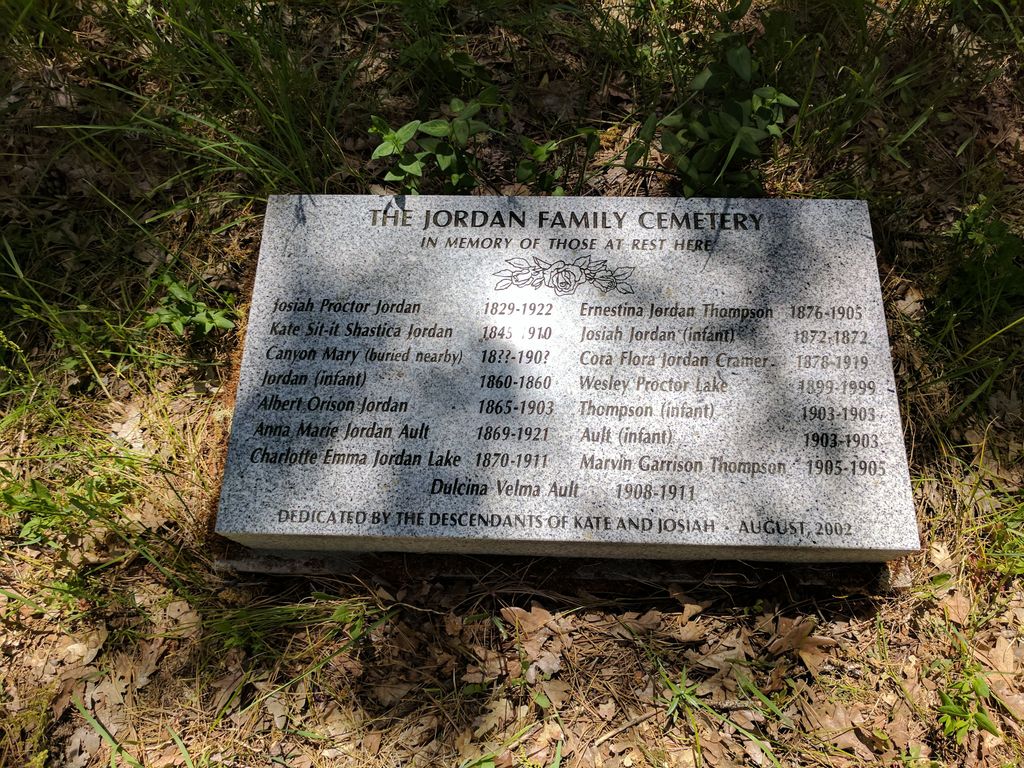 THE JORDAN FAMILY CEMETERY
IN MEMORY OF THOSE AT REST HERE
Josiah Proctor Jordan 1829-1922 Ernestina Jordan Thompson 1876-1905
Kate Sit-it Shastica Jordan 1845 1910 Josiah Jordan (infant) 1872-1872
Canyon Mary (buried nearby) 18??-190? Cora Flora Jordan Cramer 1878-1919
Jordan (infant) 1860-1860 Wesley Proctor Lake 1899-1999
Albert Orison Jordan 1865-1903 Thompson (infant) 1903-1903
Anna Marie Jordan Ault 1869-1921 Ault (infant) 1903-1903
Charlotte Emma Jordan Lake 1870-1911 Marvin Garrison Thompson 1905-1905
Dulcina Velma Ault 1908-1911
DEDICATED BY THE DESCENDANTS OF KATE AND JOSIAH - AUGUST, 2002